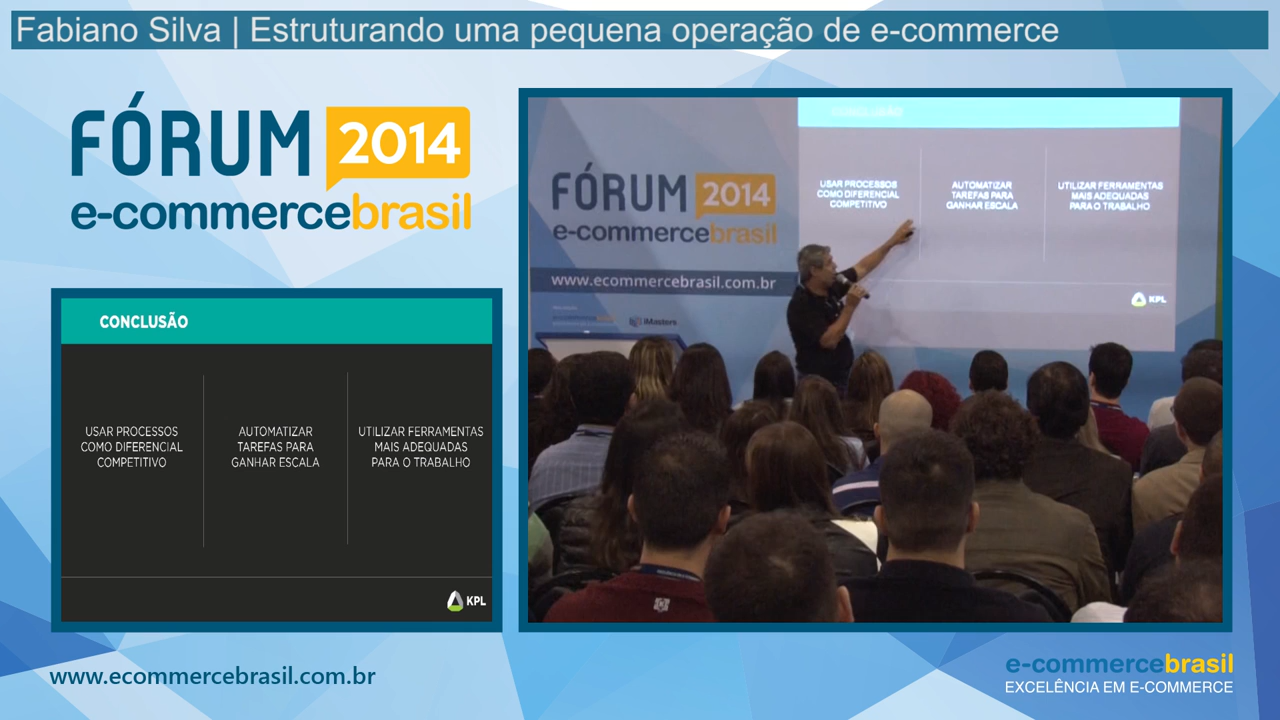 Fabiano Silva | Estruturando uma pequena operação de e-commerce
FÓRUM 2014
e-commercebrasil
CONCLUSÃO
USAR PROCESSOS
COMO DIFERENCIAL
COMPETITIVO
AUTOMATIZAR
TAREFAS PARA
GANHAR ESCALA
UTILIZAR FERRAMENTAS
MAIS ADEQUADAS
PARA O TRABALHO
KPL
CONCLUSÃO
USAR PROCESSOS
COMO DIFERENCIAL
COMPETITIVO
AUTOMATIZAR
TAREFAS PARA
GANHAR ESCALA
UTILIZAR FERRAMENTAS
MAIS ADEQUADAS
PARA O TRABALHO
KPL
FÓRUM 2014
e-commercebrasil
www.ecommercebrasil.com.br
iMasters
www.ecommercebrasil.com.br
e-commercebrasil
EXCELÊNCIA EM E-COMMERCE